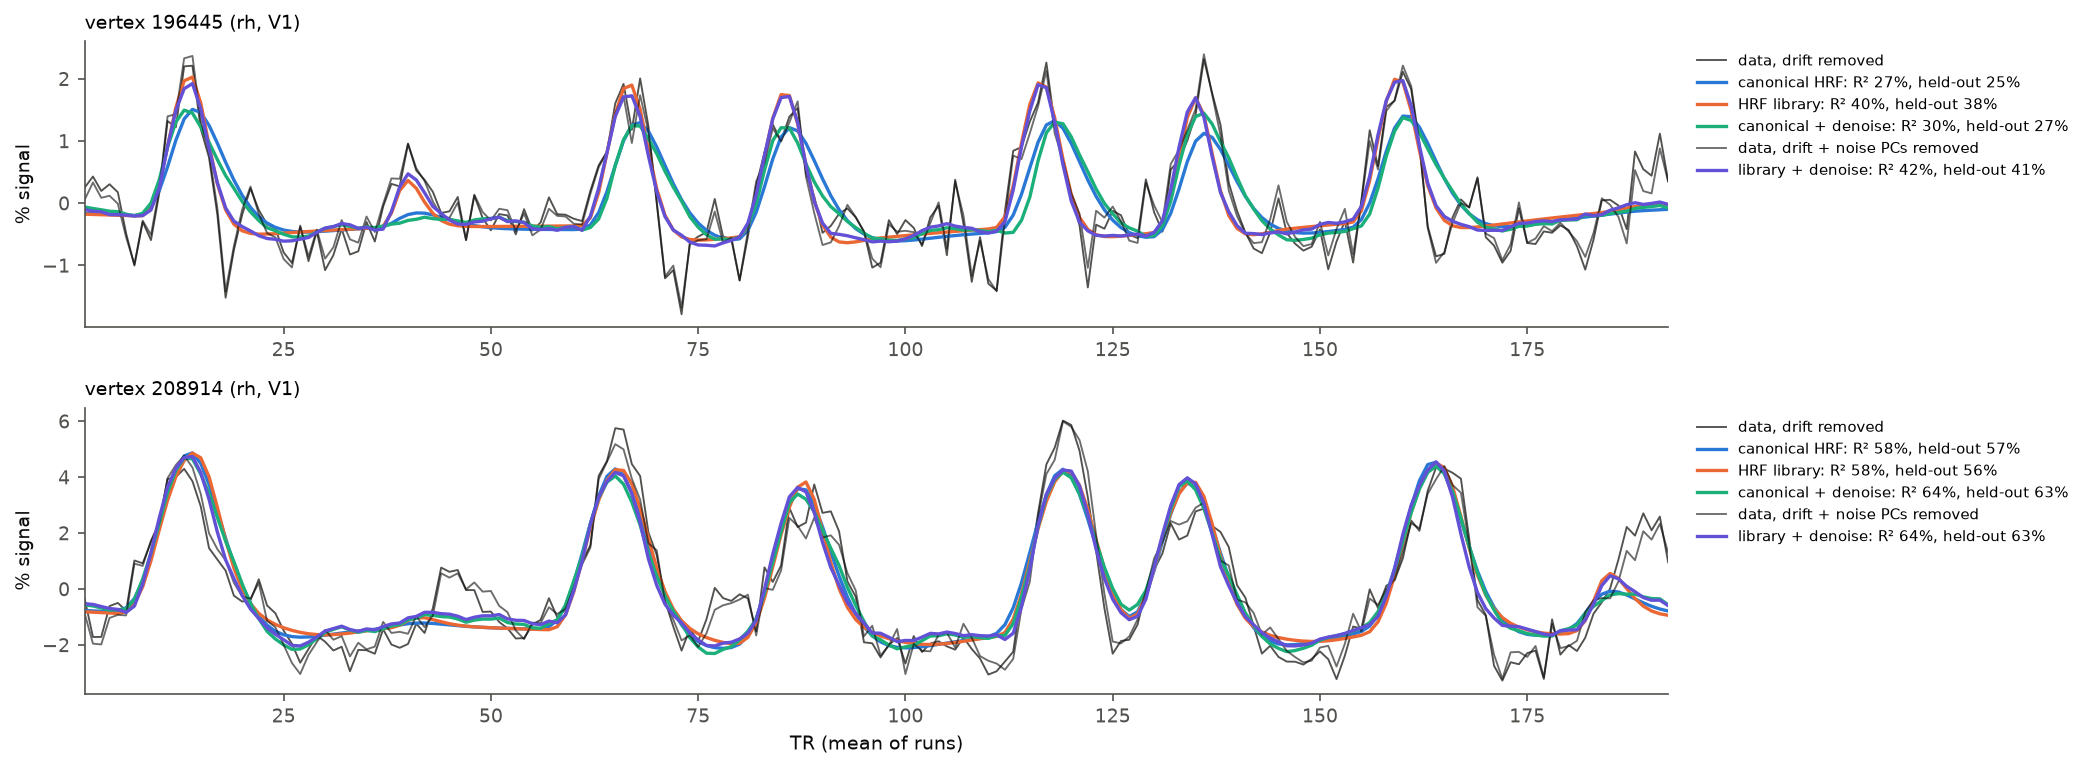 vertex 196445 (rh, V1)
% signal
2
1
0
−1
25 50 75 100 125 150 175
data, drift removed
canonical HRF: R² 27%, held-out 25%
HRF library: R² 40%, held-out 38%
canonical + denoise: R² 30%, held-out 27%
data, drift + noise PCs removed
library + denoise: R² 42%, held-out 41%
vertex 208914 (rh, V1)
% signal
6
4
2
0
−2
25 50 75 100 125 150 175
TR (mean of runs)
data, drift removed
canonical HRF: R² 58%, held-out 57%
HRF library: R² 58%, held-out 56%
canonical + denoise: R² 64%, held-out 63%
data, drift + noise PCs removed
library + denoise: R² 64%, held-out 63%